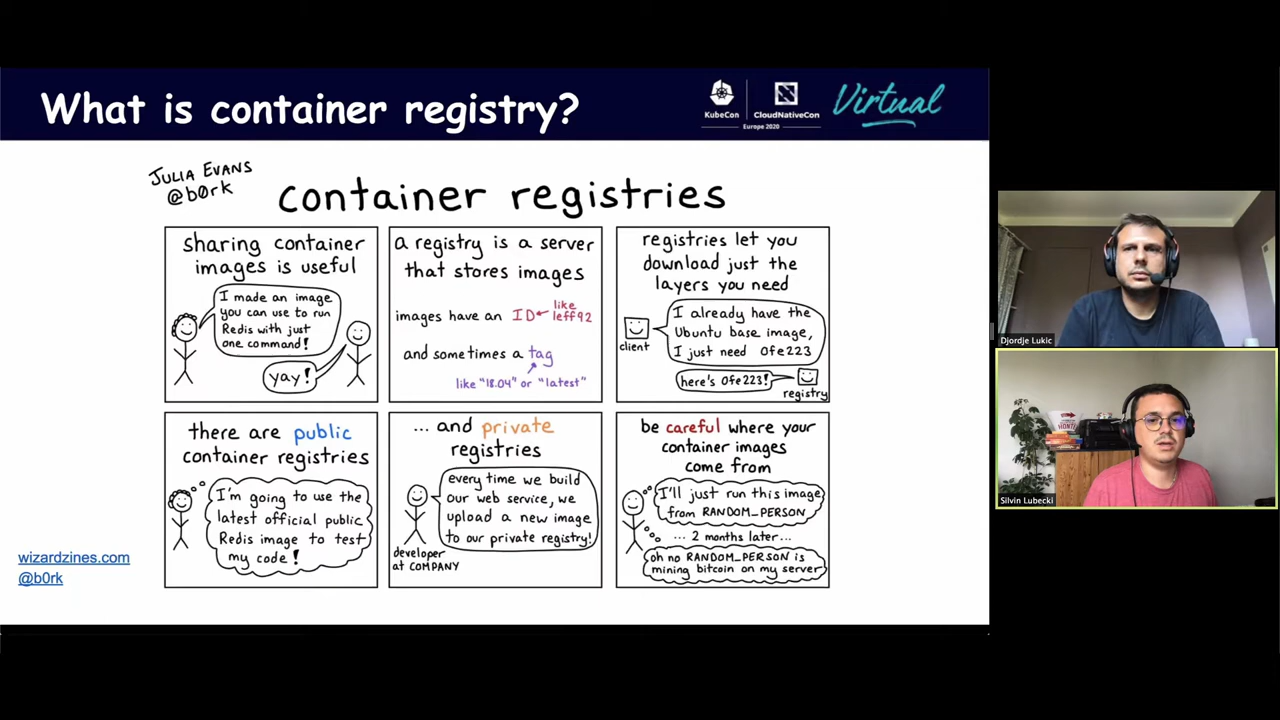 What is container registry?
KubeCon
CloudNativeCon
Europe 2020
Virtual
JULIA EVANS
@b0rk
container registries
sharing container
images is useful
I made an image
you can use to run
Redis with just
one command!
yay!
a registry is a server
that stores images
images have an ID
like
1eff92
and sometimes a tag
like "18.04" or "latest"
registries let you
download just the
layers you need
I already have the
Ubuntu base image,
I just need 0fe223
client
here's 0fe223!
registry
there are public
container registries
I'm going to use the
latest official public
Redis image to test
my code!
... and private
registries
every time we build
our web service, we
upload a new image
to our private registry!
developer
at COMPANY
be careful where your
container images
come from
I'll just run this image
from RANDOM_PERSON
... 2 months later...
oh no RANDOM_PERSON is
mining bitcoin on my server
wizardzines.com
@b0rk
Djordje Lukic
Silvin Lubecki